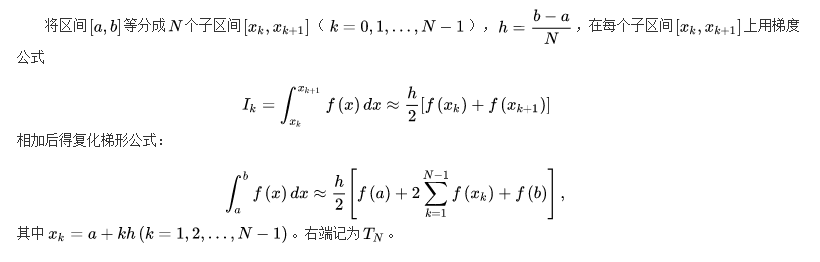 将区间$[a,b]$等分成$N$个子区间$[x_k,x_{k+1}]$（$k=0,1,\ldots,N-1$），$h=\dfrac{b-a}{N}$，在每个子区间$[x_k,x_{k+1}]$上用梯度
公式
$I_k=\int_{x_k}^{x_{k+1}}f(x)\,dx\approx\dfrac{h}{2}[f(x_k)+f(x_{k+1})]$
相加后得复化梯形公式：
$\int_a^b f(x)\,dx\approx\dfrac{h}{2}\left[f(a)+2\sum_{k=1}^{N-1}f(x_k)+f(b)\right],$
其中$x_k=a+kh\,(k=1,2,\ldots,N-1)$。右端记为$T_N$。